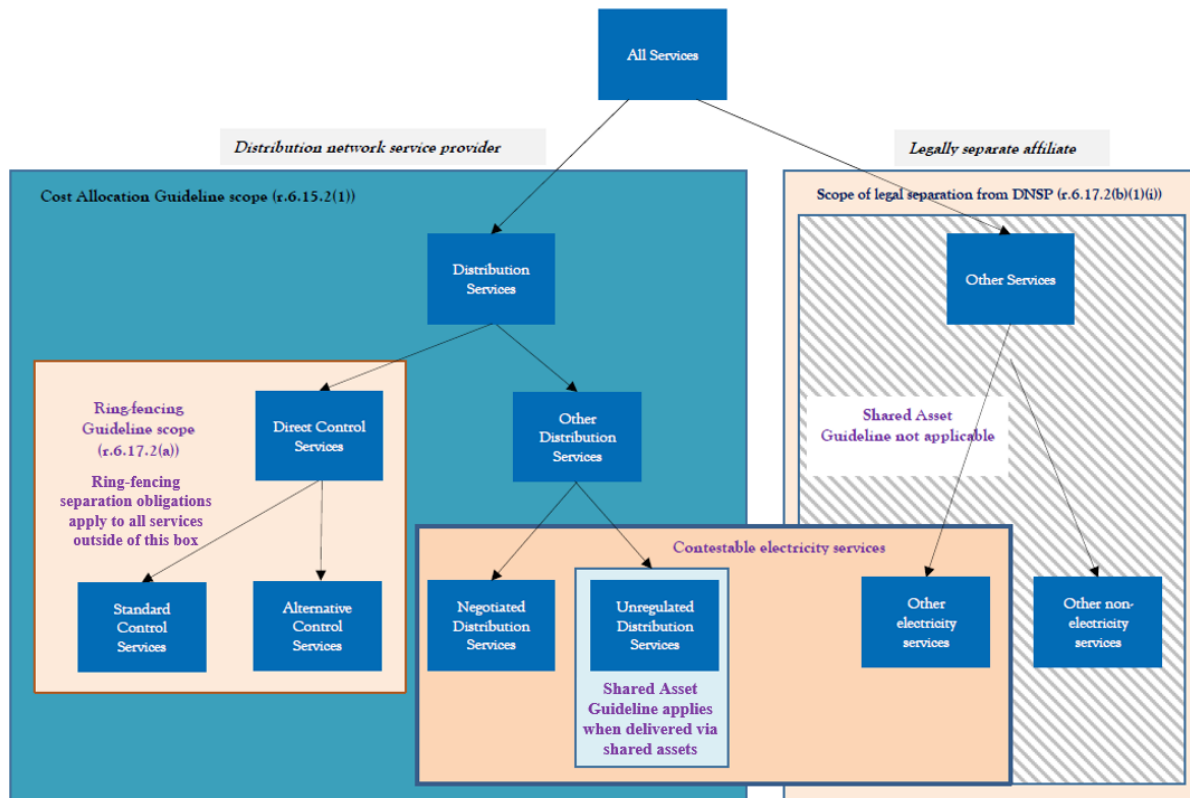 All Services
Distribution network service provider
Legally separate affiliate
Cost Allocation Guideline scope (r.6.15.2(1))
Scope of legal separation from DNSP (r.6.17.2(b)(1)(i))
Distribution
Services
Other Services
Ring-fencing
Guideline scope
(r.6.17.2(a))
Ring-fencing
separation obligations
apply to all services
outside of this box
Direct Control
Services
Other
Distribution
Services
Shared Asset
Guideline not applicable
Contestable electricity services
Standard
Control
Services
Alternative
Control
Services
Negotiated
Distribution
Services
Unregulated
Distribution
Services
Shared Asset
Guideline applies
when delivered via
shared assets
Other
electricity
services
Other non-
electricity
services